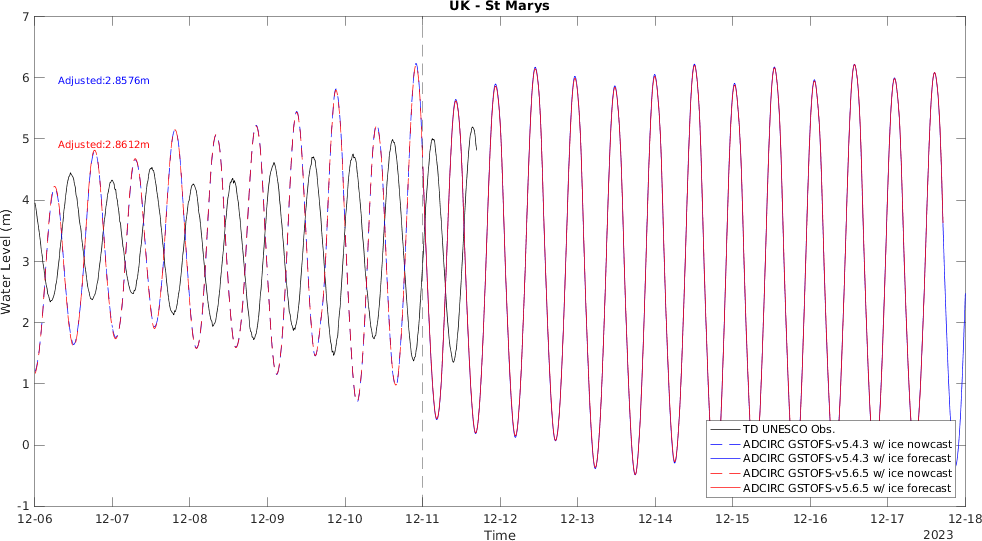 UK - St Marys
7
6
5
4
3
2
1
0
-1
Water Level (m)
Adjusted:2.8576m
Adjusted:2.8612m
TD UNESCO Obs.
ADCIRC GSTOFS-v5.4.3 w/ ice nowcast
ADCIRC GSTOFS-v5.4.3 w/ ice forecast
ADCIRC GSTOFS-v5.6.5 w/ ice nowcast
ADCIRC GSTOFS-v5.6.5 w/ ice forecast
12-06 12-07 12-08 12-09 12-10 12-11 12-12 12-13 12-14 12-15 12-16 12-17 12-18
Time
2023